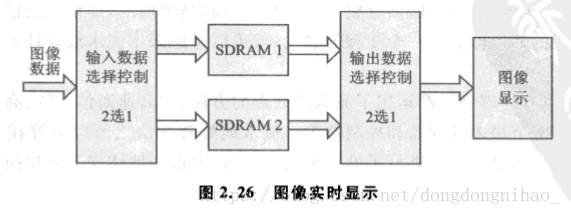 图像
数据
输入数据
选择控制
2选1
SDRAM 1
SDRAM 2
输出数据
选择控制
2选1
图像
显示
图 2.26 图像实时显示
net/dongdongnihao_